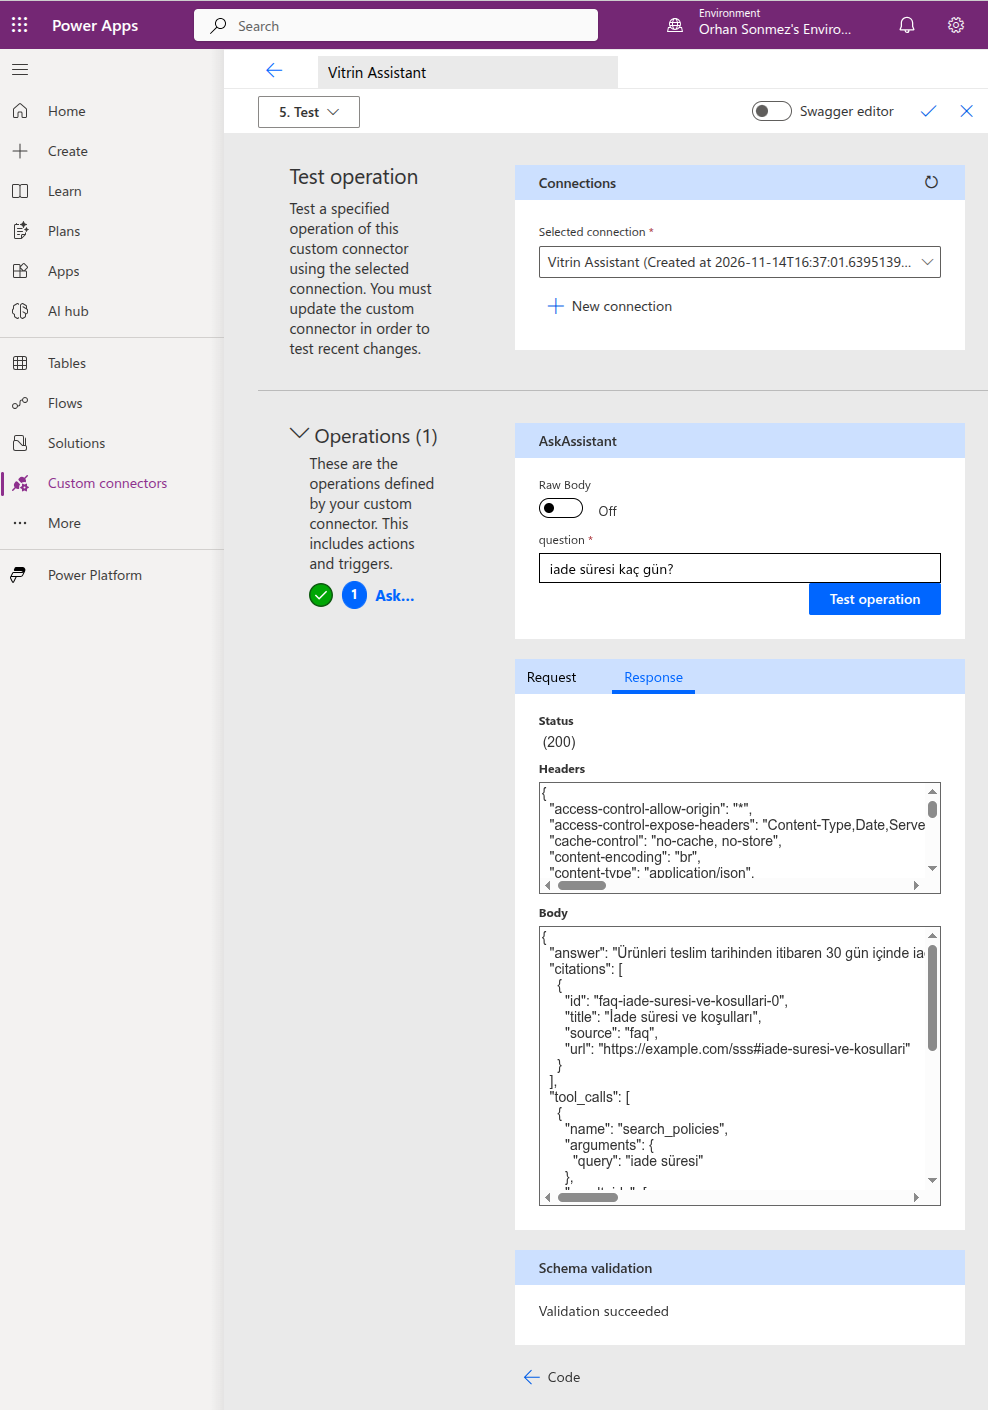 Power Apps
Search
Environment
Orhan Sonmez's Enviro...
Home
Create
Learn
Plans
Apps
AI hub
Tables
Flows
Solutions
Custom connectors
More
Power Platform
Vitrin Assistant
5. Test
Swagger editor
Test operation
Test a specified
operation of this
custom connector
using the selected
connection. You must
update the custom
connector in order to
test recent changes.
Connections
Selected connection *
Vitrin Assistant (Created at 2026-11-14T16:37:01.6395139...
New connection
Operations (1)
These are the
operations defined
by your custom
connector. This
includes actions
and triggers.
1 Ask...
AskAssistant
Raw Body
Off
question *
iade süresi kaç gün?
Test operation
Request Response
Status
(200)
Headers
{
"access-control-allow-origin": "*",
"access-control-expose-headers": "Content-Type,Date,Serve
"cache-control": "no-cache, no-store",
"content-encoding": "br",
"content-type": "application/json",
Body
{
"answer": "Ürünleri teslim tarihinden itibaren 30 gün içinde ia
"citations": [
{
"id": "faq-iade-suresi-ve-kosullari-0",
"title": "İade süresi ve koşulları",
"source": "faq",
"url": "https://example.com/sss#iade-suresi-ve-kosullari"
}
],
"tool_calls": [
{
"name": "search_policies",
"arguments": {
"query": "iade süresi"
},
Schema validation
Validation succeeded
Code